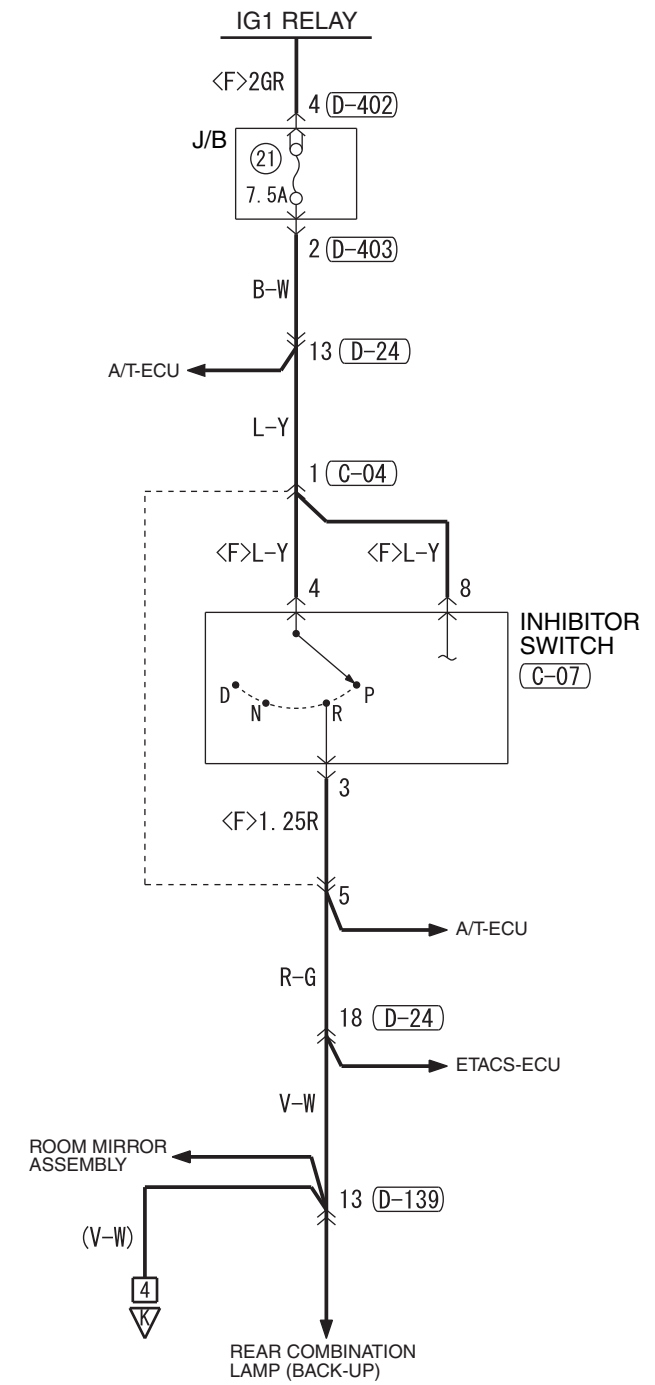 IG1 RELAY
<F>2GR
4 D-402
J/B
21
7.5A
2 D-403
B-W
13 D-24
A/T-ECU
L-Y
1 C-04
<F>L-Y <F>L-Y
4 8
INHIBITOR
SWITCH
C-07
D N R P
3
<F>1.25R
5
A/T-ECU
R-G
18 D-24
ETACS-ECU
V-W
ROOM MIRROR
ASSEMBLY
13 D-139
(V-W)
4
K
REAR COMBINATION
LAMP (BACK-UP)